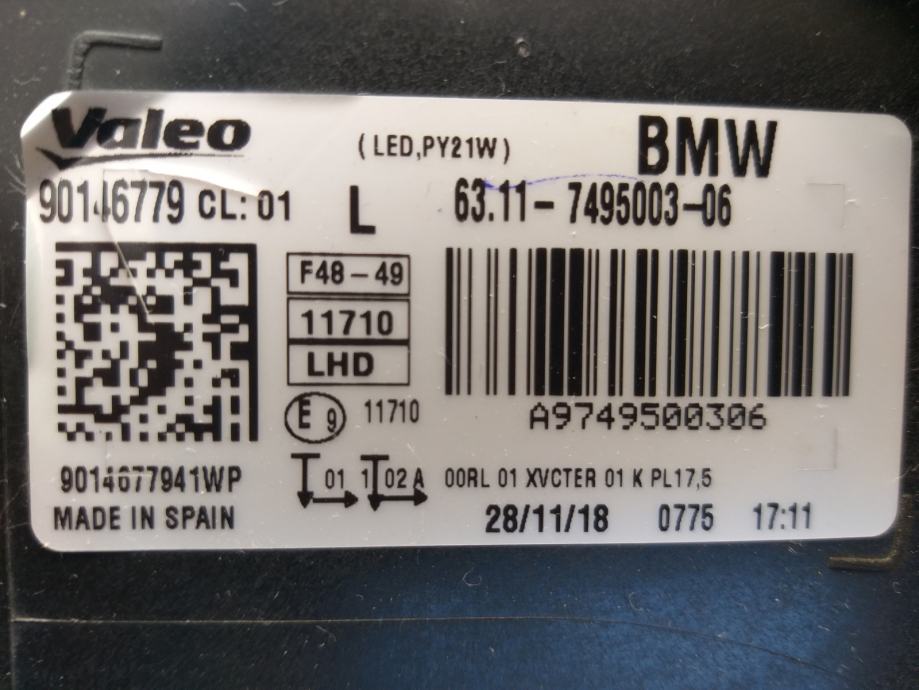 Valeo
(LED,PY21W)
BMW
90146779 CL: 01
L
63.11- 7495003-06
F48-49
11710
LHD
E 9 11710
A9749500306
9014677941WP
01 1 02 A 00RL 01 XVCTER 01 K PL17,5
MADE IN SPAIN
28/11/18 0775 17:11